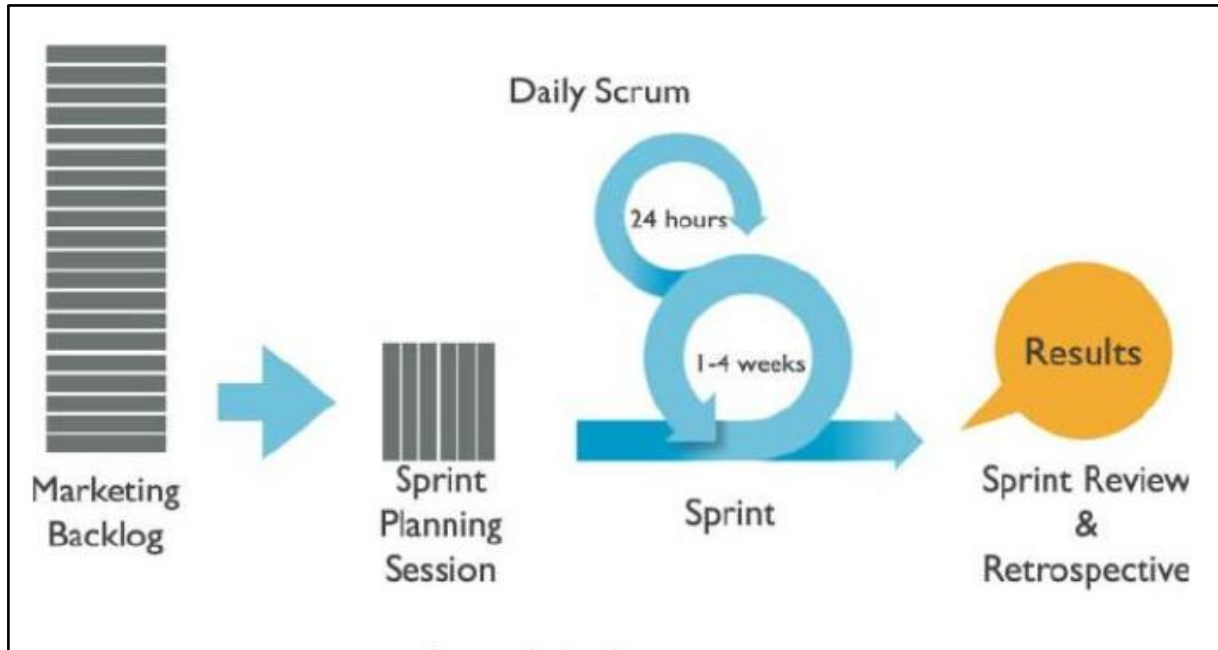 Daily Scrum
24 hours
1-4 weeks
Results
Marketing
Backlog
Sprint
Planning
Session
Sprint
Sprint Review
&
Retrospective